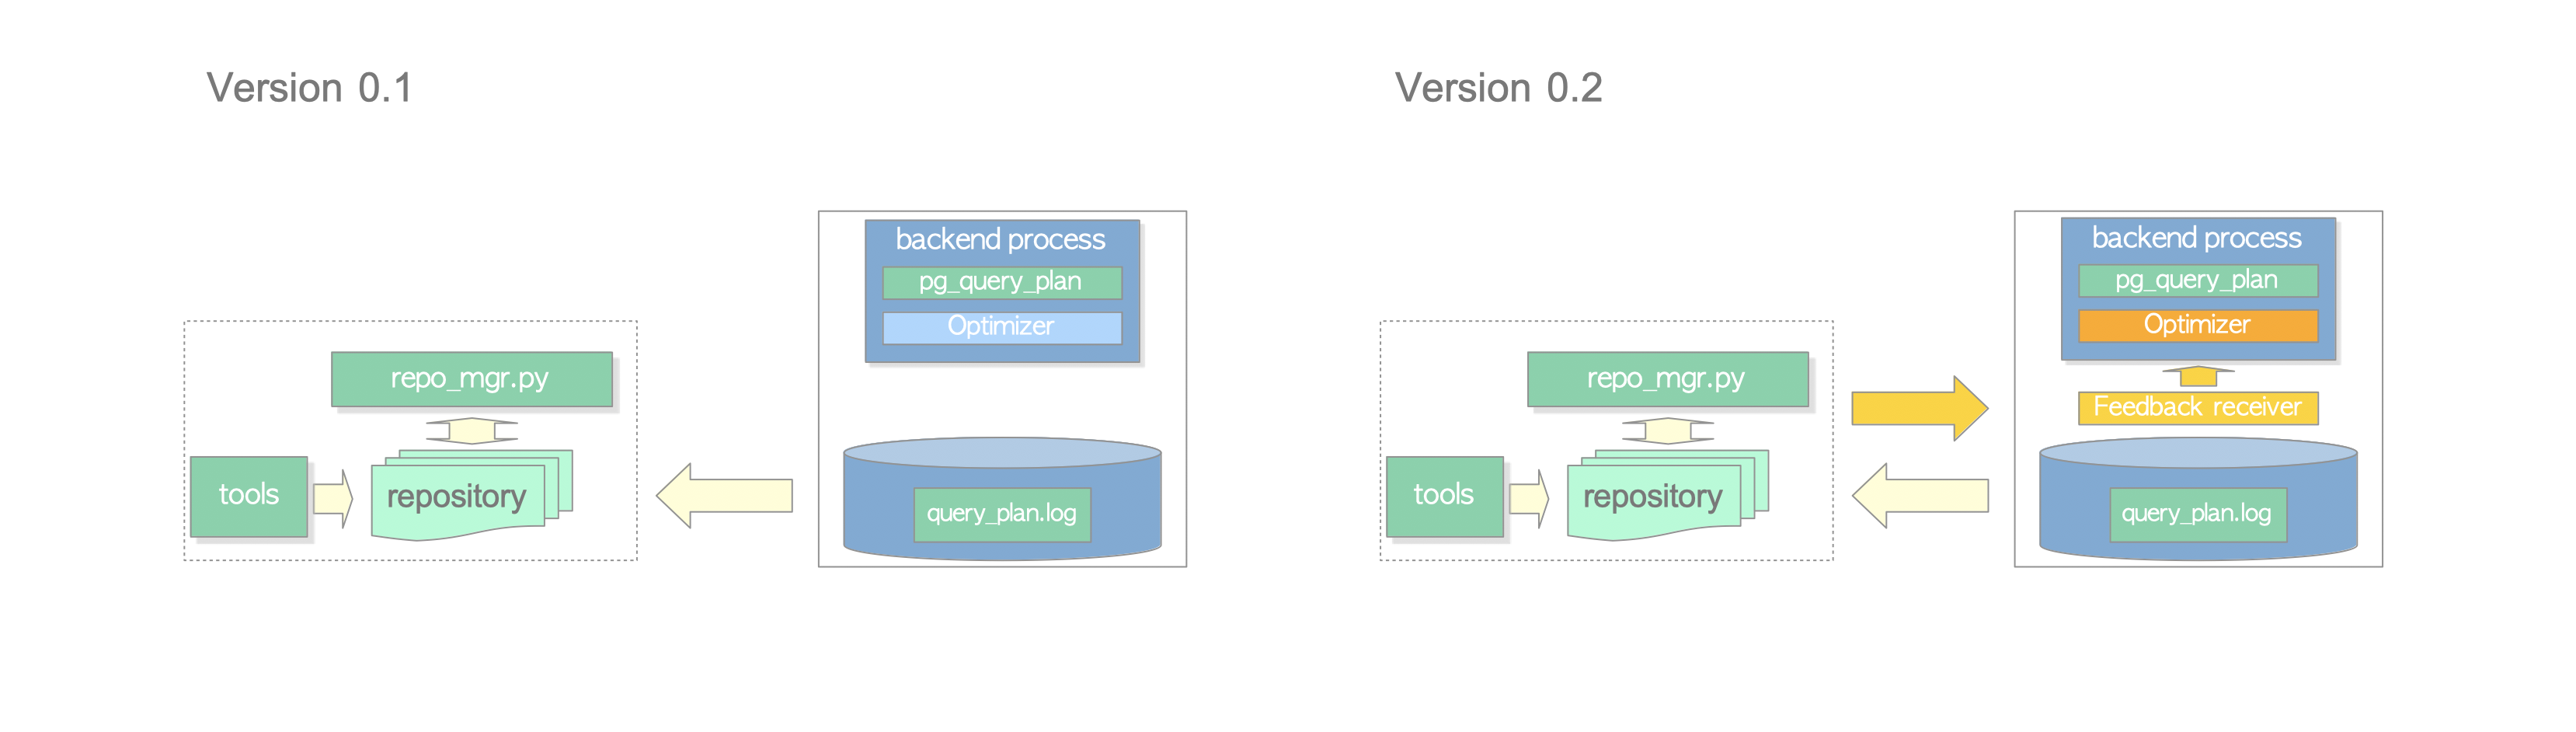 Version 0.1
backend process
pg_query_plan
Optimizer
repo_mgr.py
tools
repository
query_plan.log
Version 0.2
backend process
pg_query_plan
Optimizer
repo_mgr.py
Feedback receiver
tools
repository
query_plan.log